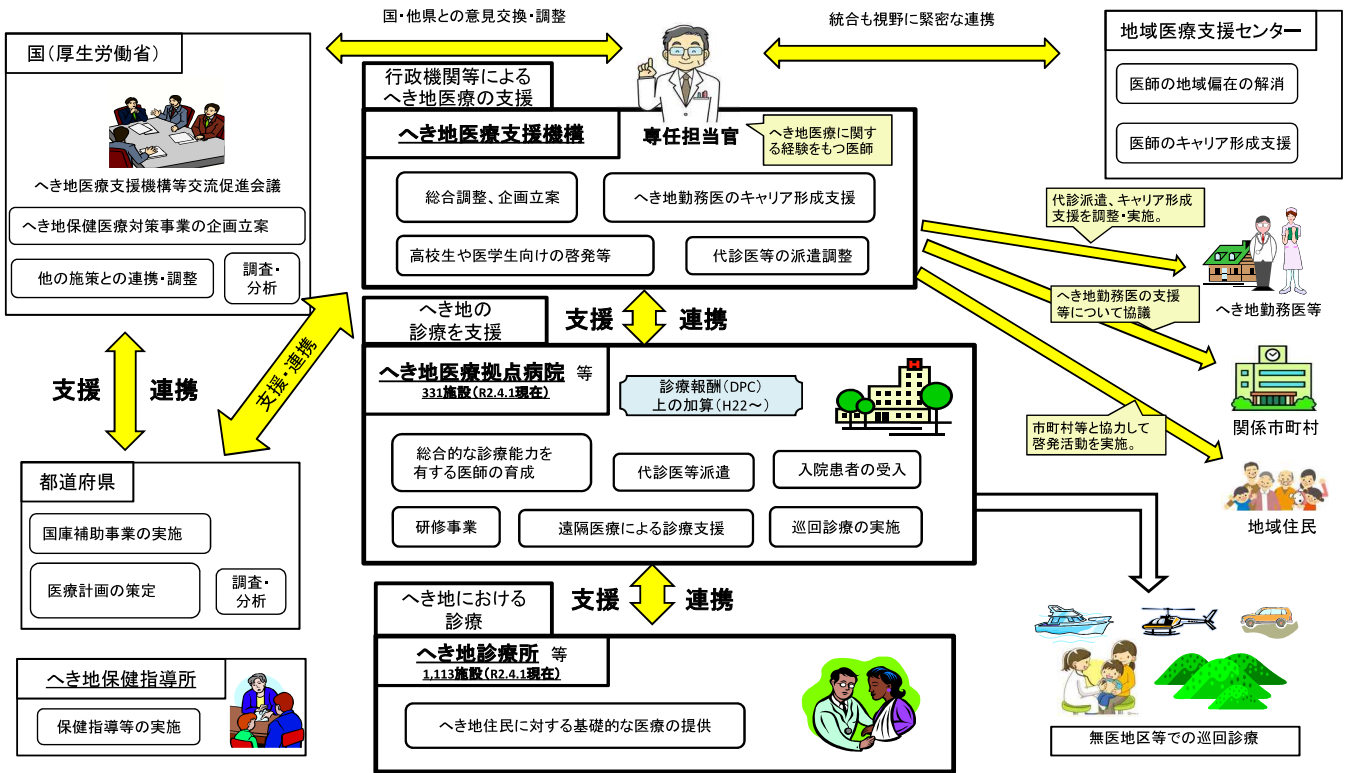 国・他県との意見交換・調整
統合も視野に緊密な連携
国(厚生労働省)
へき地医療支援機構等交流促進会議
へき地保健医療対策事業の企画立案
他の施策との連携・調整
調査・
分析
行政機関等による
へき地医療の支援
へき地医療支援機構
専任担当官
へき地医療に関す
る経験をもつ医師
総合調整、企画立案
へき地勤務医のキャリア形成支援
高校生や医学生向けの啓発等
代診医等の派遣調整
地域医療支援センター
医師の地域偏在の解消
医師のキャリア形成支援
代診派遣、キャリア形成
支援を調整・実施。
へき地勤務医等
へき地勤務医の支援
等について協議
関係市町村
市町村等と協力して
啓発活動を実施。
地域住民
支援
連携
支援・連携
へき地の
診療を支援
支援
連携
へき地医療拠点病院 等
331施設(R2.4.1現在)
診療報酬(DPC)
上の加算(H22~)
総合的な診療能力を
有する医師の育成
代診医等派遣
入院患者の受入
研修事業
遠隔医療による診療支援
巡回診療の実施
都道府県
国庫補助事業の実施
医療計画の策定
調査・
分析
へき地における
診療
支援
連携
へき地診療所 等
1,113施設(R2.4.1現在)
へき地住民に対する基礎的な医療の提供
へき地保健指導所
保健指導等の実施
無医地区等での巡回診療
H